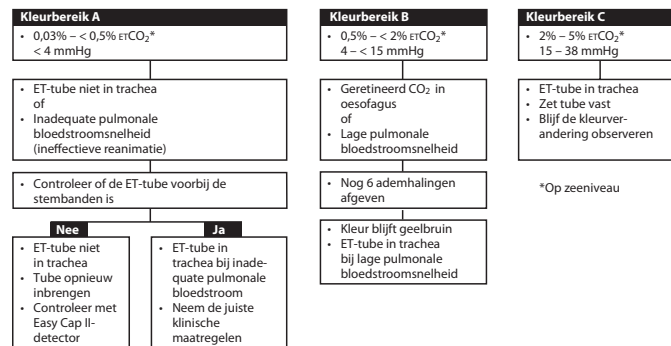 Kleurbereik A
• 0,03% – < 0,5% ETCO₂*
< 4 mmHg
• ET-tube niet in trachea
of
• Inadequate pulmonale
bloedstroomsnelheid
(ineffectieve reanimatie)
• Controleer of de ET-tube voorbij de
stembanden is
Nee
• ET-tube niet
in trachea
• Tube opnieuw
inbrengen
• Controleer met
Easy Cap II-
detector
Ja
• ET-tube in
trachea bij inade-
quate pulmonale
bloedstroom
• Neem de juiste
klinische
maatregelen
Kleurbereik B
• 0,5% – < 2% ETCO₂*
4 – < 15 mmHg
• Geretineerd CO₂ in
oesofagus
of
• Lage pulmonale
bloedstroomsnelheid
• Nog 6 ademhalingen
afgeven
• Kleur blijft geelbruin
• ET-tube in trachea
bij lage pulmonale
bloedstroomsnelheid
Kleurbereik C
• 2% – 5% ETCO₂*
15 – 38 mmHg
• ET-tube in trachea
• Zet tube vast
• Blijf de kleurver-
andering observeren
*Op zeeniveau